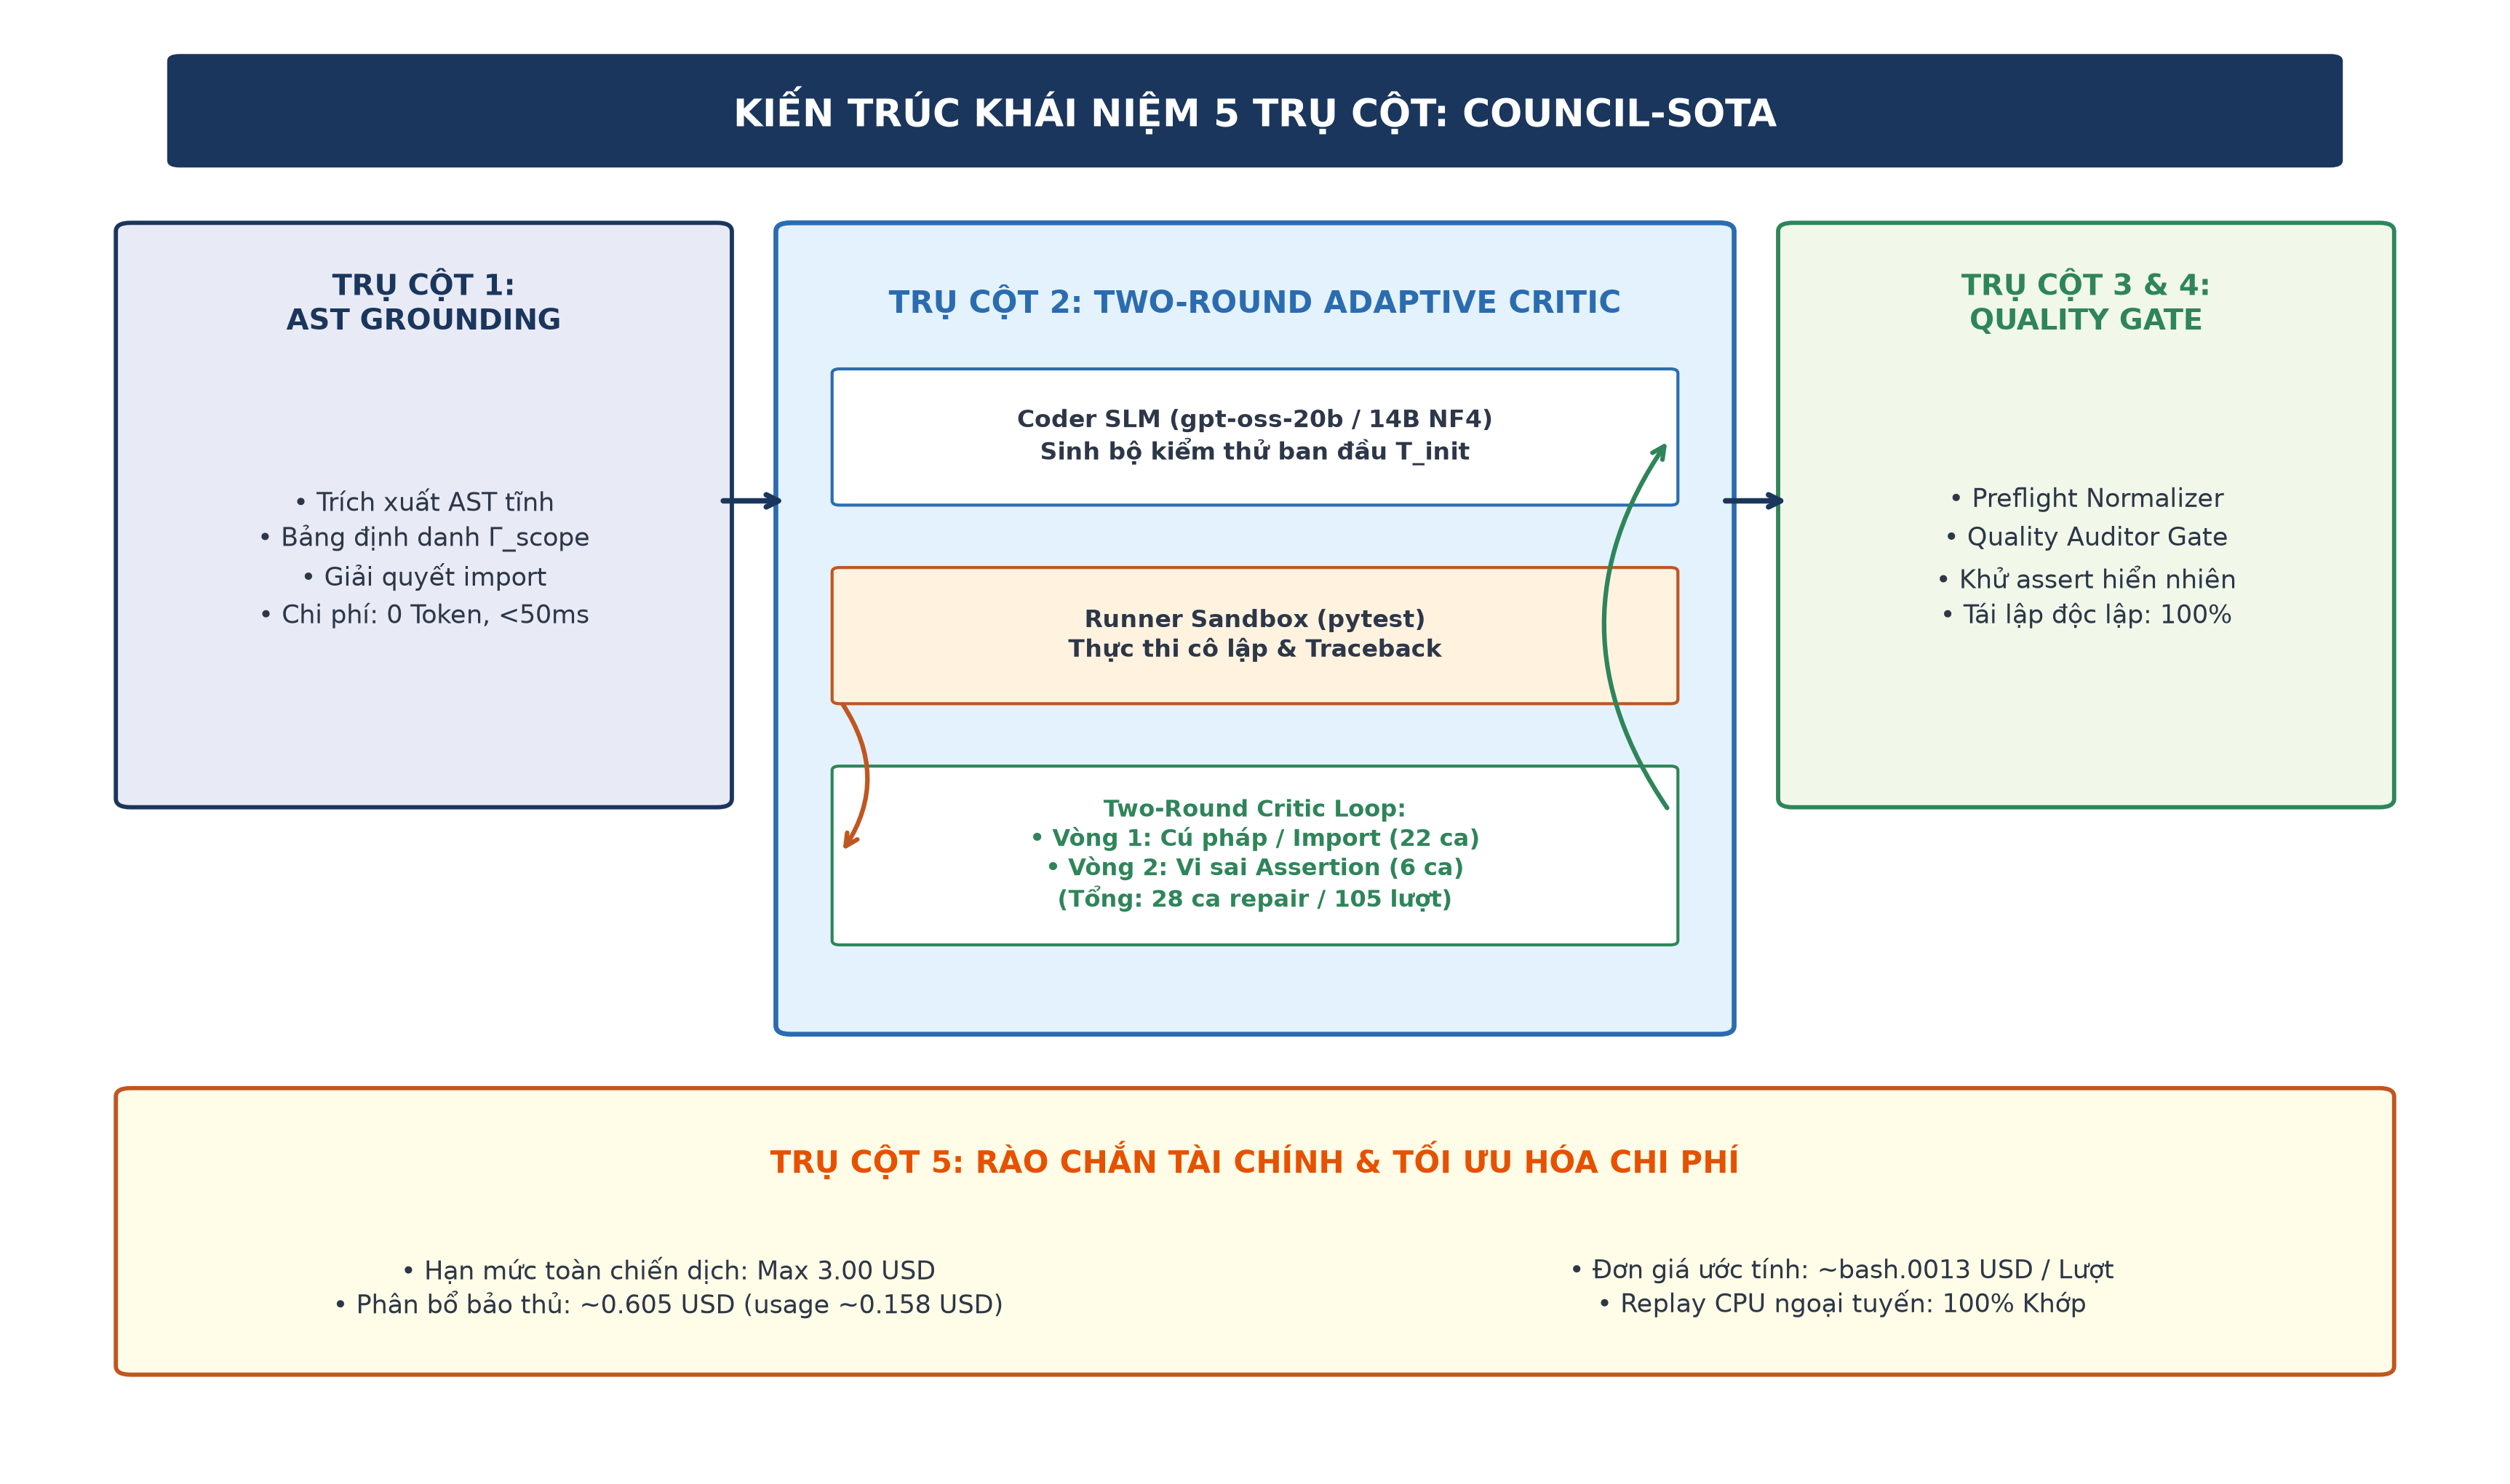 KIẾN TRÚC KHÁI NIỆM 5 TRỤ CỘT: COUNCIL-SOTA
TRỤ CỘT 1:
AST GROUNDING
• Trích xuất AST tĩnh
• Bảng định danh Γ_scope
• Giải quyết import
• Chi phí: 0 Token, <50ms
TRỤ CỘT 2: TWO-ROUND ADAPTIVE CRITIC
Coder SLM (gpt-oss-20b / 14B NF4)
Sinh bộ kiểm thử ban đầu T_init
Runner Sandbox (pytest)
Thực thi cô lập & Traceback
Two-Round Critic Loop:
• Vòng 1: Cú pháp / Import (22 ca)
• Vòng 2: Vi sai Assertion (6 ca)
(Tổng: 28 ca repair / 105 lượt)
TRỤ CỘT 3 & 4:
QUALITY GATE
• Preflight Normalizer
• Quality Auditor Gate
• Khử assert hiển nhiên
• Tái lập độc lập: 100%
TRỤ CỘT 5: RÀO CHẮN TÀI CHÍNH & TỐI ƯU HÓA CHI PHÍ
• Hạn mức toàn chiến dịch: Max 3.00 USD
• Phân bổ bảo thủ: ~0.605 USD (usage ~0.158 USD)
• Đơn giá ước tính: ~bash.0013 USD / Lượt
• Replay CPU ngoại tuyến: 100% Khớp